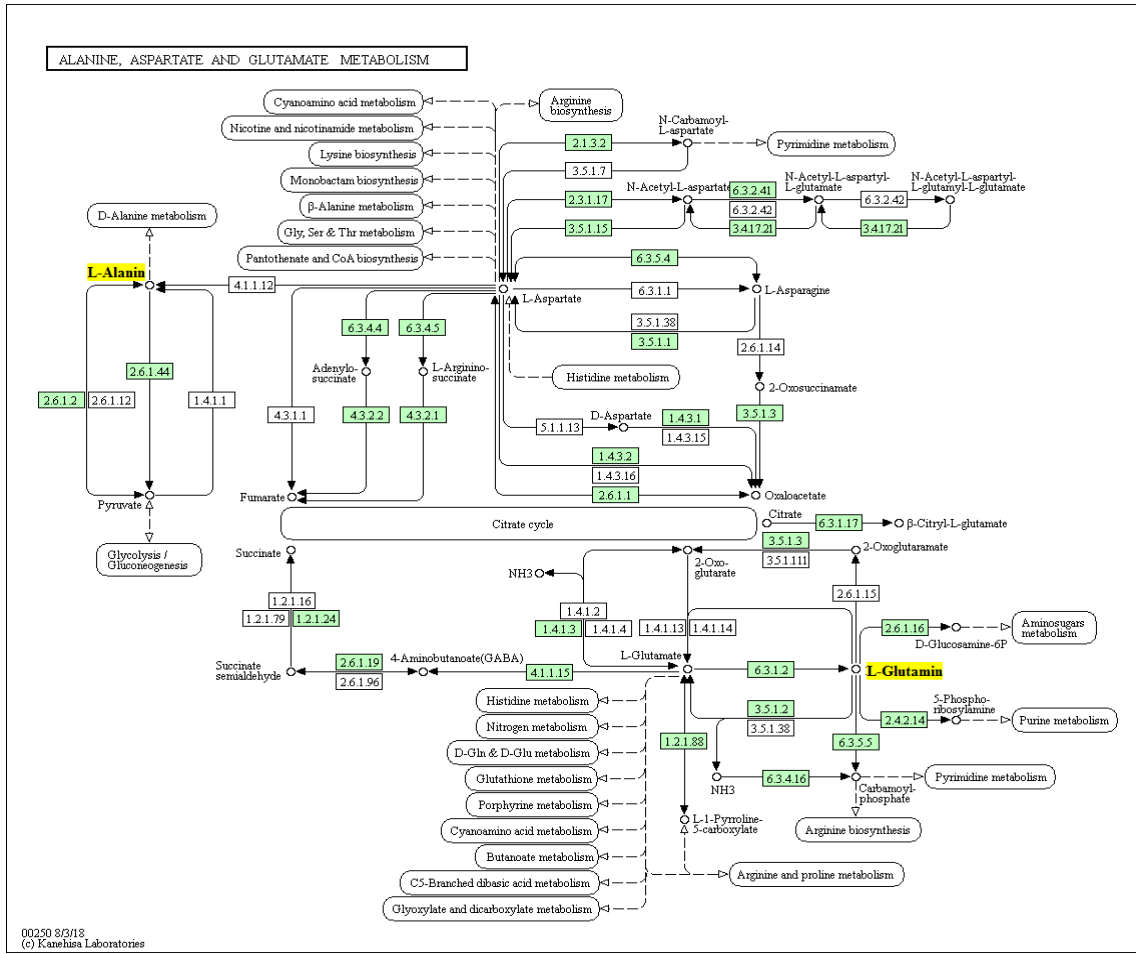 ALANINE, ASPARTATE AND GLUTAMATE METABOLISM
Cyanoamino acid metabolism
Arginine
biosynthesis
Nicotine and nicotinamide metabolism
Lysine biosynthesis
Monobactam biosynthesis
β-Alanine metabolism
Gly, Ser & Thr metabolism
Pantothenate and CoA biosynthesis
N-Carbamoyl-
L-aspartate
2.1.3.2
Pyrimidine metabolism
3.5.1.7
N-Acetyl-L-aspartate
N-Acetyl-L-aspartyl-
L-glutamate
N-Acetyl-L-aspartyl-
L-glutamyl-L-glutamate
2.3.1.17
6.3.2.41
6.3.2.42
6.3.2.42
3.5.1.15
3.4.17.21
3.4.17.21
D-Alanine metabolism
L-Alanin
4.1.1.12
6.3.5.4
L-Aspartate
6.3.1.1
L-Asparagine
3.5.1.38
3.5.1.1
6.3.4.4
6.3.4.5
2.6.1.14
Adenylo-
succinate
L-Arginino-
succinate
Histidine metabolism
2-Oxosuccinamate
2.6.1.44
2.6.1.2
2.6.1.12
1.4.1.1
4.3.1.1
4.3.2.2
4.3.2.1
D-Aspartate
5.1.1.13
1.4.3.1
1.4.3.15
3.5.1.3
1.4.3.2
1.4.3.16
2.6.1.1
Pyruvate
Fumarate
Oxaloacetate
Citrate cycle
Citrate
6.3.1.17
β-Citryl-L-glutamate
Glycolysis /
Gluconeogenesis
Succinate
2-Oxo-
glutarate
3.5.1.3
3.5.1.111
2-Oxoglutaramate
NH3
1.2.1.16
1.2.1.79
1.2.1.24
1.4.1.2
1.4.1.3
1.4.1.4
1.4.1.13
1.4.1.14
2.6.1.15
2.6.1.16
D-Glucosamine-6P
Aminosugars
metabolism
Succinate
semialdehyde
2.6.1.19
2.6.1.96
4-Aminobutanoate(GABA)
4.1.1.15
L-Glutamate
6.3.1.2
L-Glutamin
Histidine metabolism
Nitrogen metabolism
D-Gln & D-Glu metabolism
Glutathione metabolism
Porphyrine metabolism
Cyanoamino acid metabolism
Butanoate metabolism
C5-Branched dibasic acid metabolism
Glyoxylate and dicarboxylate metabolism
3.5.1.2
3.5.1.38
1.2.1.88
2.4.2.14
5-Phospho-
ribosylamine
Purine metabolism
6.3.5.5
NH3
6.3.4.16
Carbamoyl-
phosphate
Pyrimidine metabolism
L-1-Pyrroline-
5-carboxylate
Arginine biosynthesis
Arginine and proline metabolism
00250 8/3/18
(c) Kanehisa Laboratories